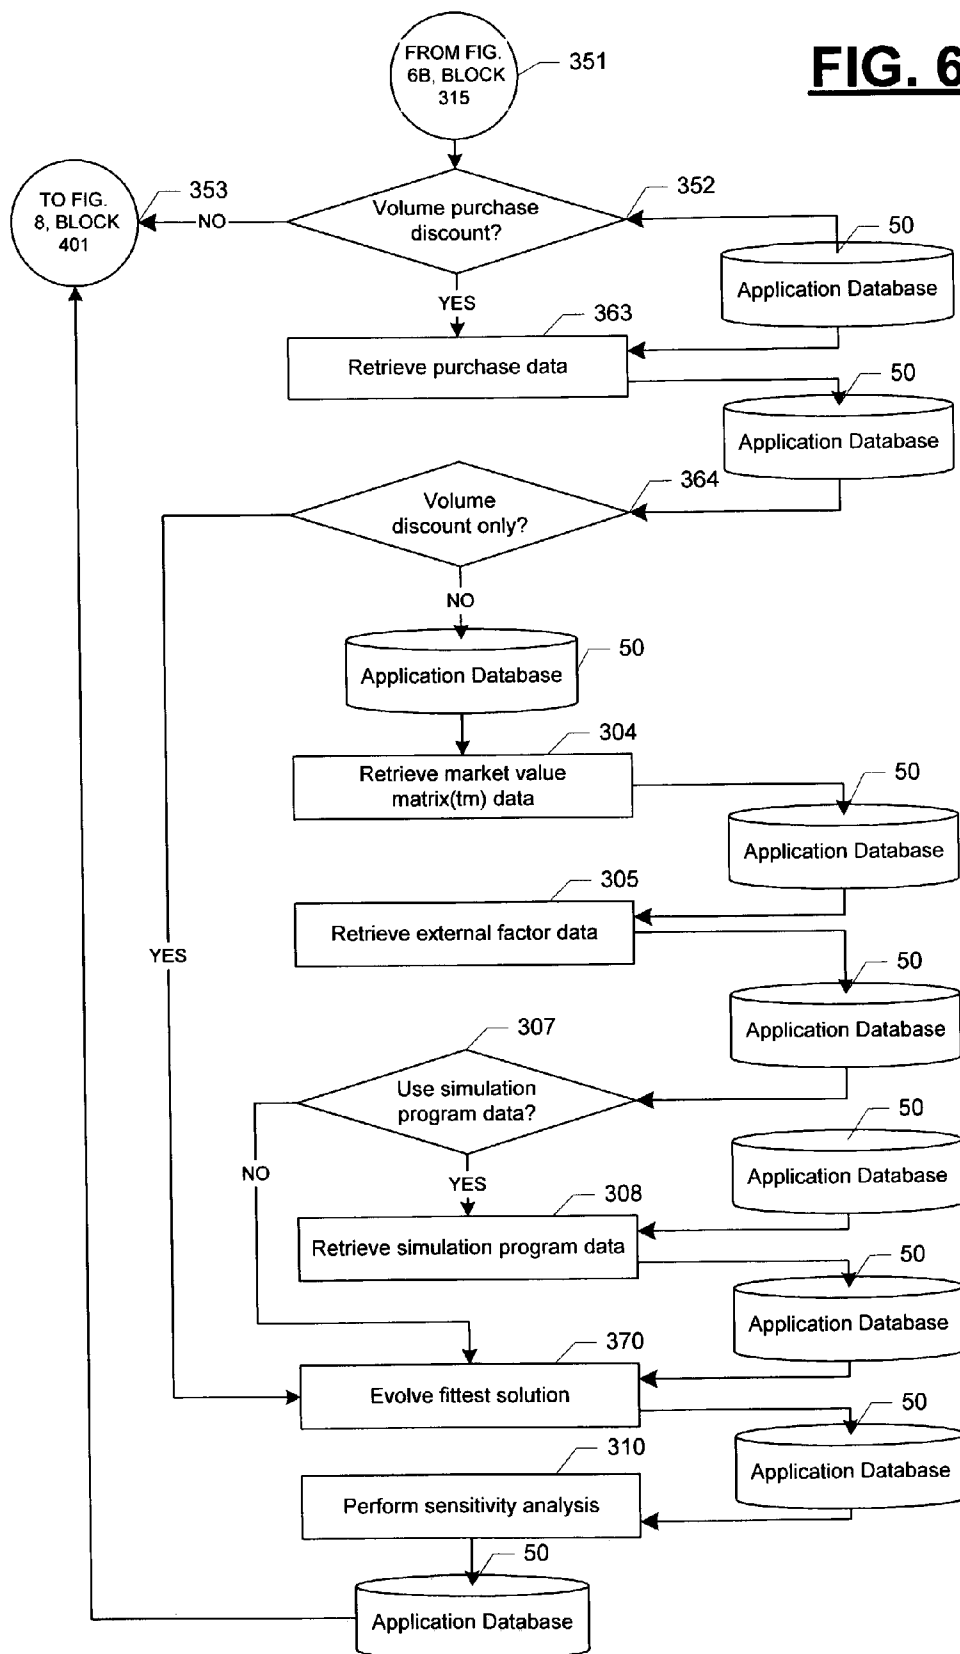 FROM FIG.
6B, BLOCK
315
351
FIG. 6
TO FIG.
8, BLOCK
401
353
NO
Volume purchase
discount?
352
50
Application Database
YES
363
Retrieve purchase data
50
Application Database
Volume
discount only?
364
NO
50
Application Database
304
Retrieve market value
matrix(tm) data
50
Application Database
305
Retrieve external factor data
YES
50
Application Database
307
Use simulation
program data?
50
Application Database
NO
YES
308
Retrieve simulation program data
50
Application Database
370
Evolve fittest solution
50
Application Database
310
Perform sensitivity analysis
50
Application Database